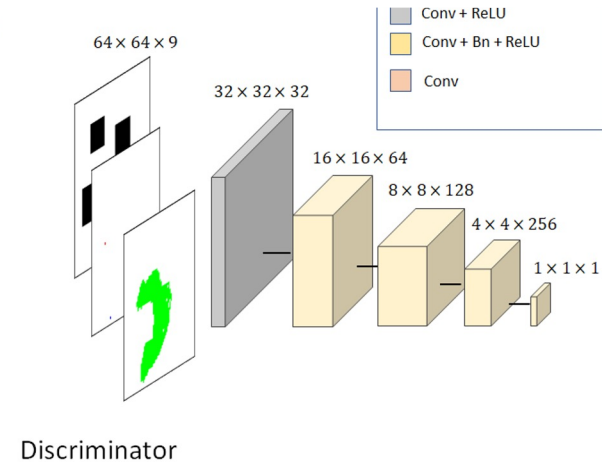 Conv + ReLU
Conv + Bn + ReLU
Conv
64 × 64 × 9
32 × 32 × 32
16 × 16 × 64
8 × 8 × 128
4 × 4 × 256
1 × 1 × 1
Discriminator